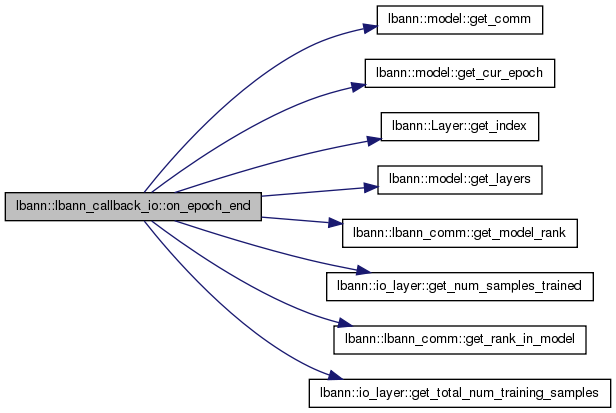 lbann::model::get_comm
lbann::model::get_cur_epoch
lbann::Layer::get_index
lbann::model::get_layers
lbann::lbann_callback_io::on_epoch_end
lbann::lbann_comm::get_model_rank
lbann::io_layer::get_num_samples_trained
lbann::lbann_comm::get_rank_in_model
lbann::io_layer::get_total_num_training_samples